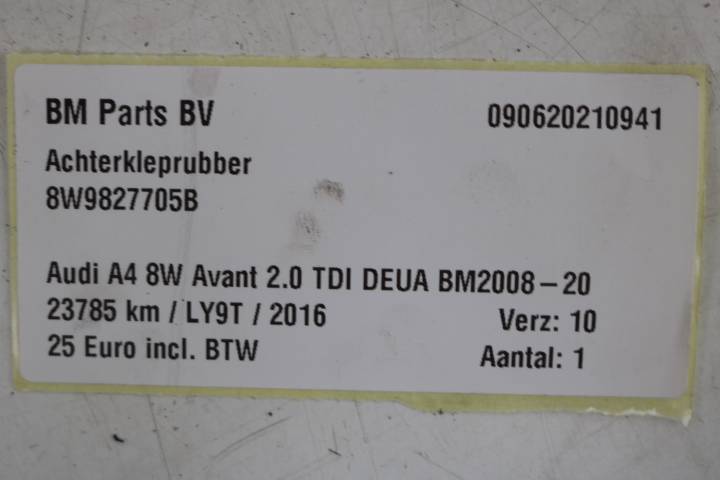 BM Parts BV 090620210941
Achterkleprubber
8W9827705B
Audi A4 8W Avant 2.0 TDI DEUA BM2008-20
23785 km / LY9T / 2016 Verz: 10
25 Euro incl. BTW Aantal: 1